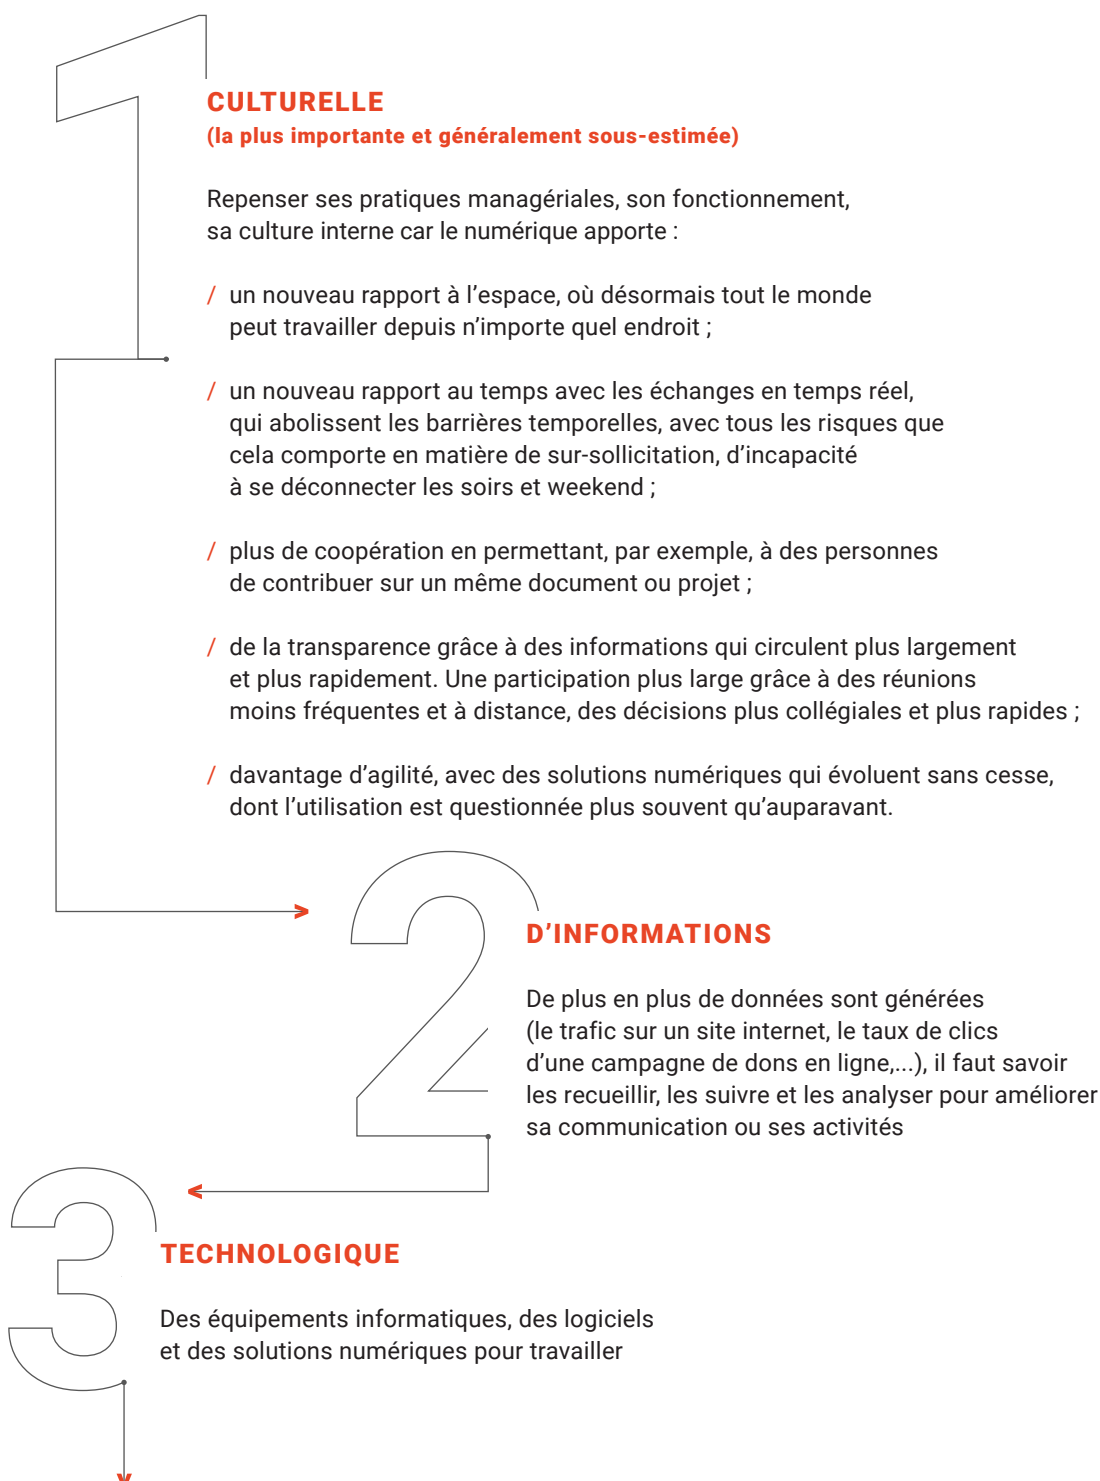 1
CULTURELLE
(la plus importante et généralement sous-estimée)
Repenser ses pratiques managériales, son fonctionnement,
sa culture interne car le numérique apporte :
/ un nouveau rapport à l’espace, où désormais tout le monde
peut travailler depuis n’importe quel endroit ;
/ un nouveau rapport au temps avec les échanges en temps réel,
qui abolissent les barrières temporelles, avec tous les risques que
cela comporte en matière de sur-sollicitation, d’incapacité
à se déconnecter les soirs et weekend ;
/ plus de coopération en permettant, par exemple, à des personnes
de contribuer sur un même document ou projet ;
/ de la transparence grâce à des informations qui circulent plus largement
et plus rapidement. Une participation plus large grâce à des réunions
moins fréquentes et à distance, des décisions plus collégiales et plus rapides ;
/ davantage d’agilité, avec des solutions numériques qui évoluent sans cesse,
dont l’utilisation est questionnée plus souvent qu’auparavant.
2
D’INFORMATIONS
De plus en plus de données sont générées
(le trafic sur un site internet, le taux de clics
d’une campagne de dons en ligne,...), il faut savoir
les recueillir, les suivre et les analyser pour améliorer
sa communication ou ses activités
3
TECHNOLOGIQUE
Des équipements informatiques, des logiciels
et des solutions numériques pour travailler